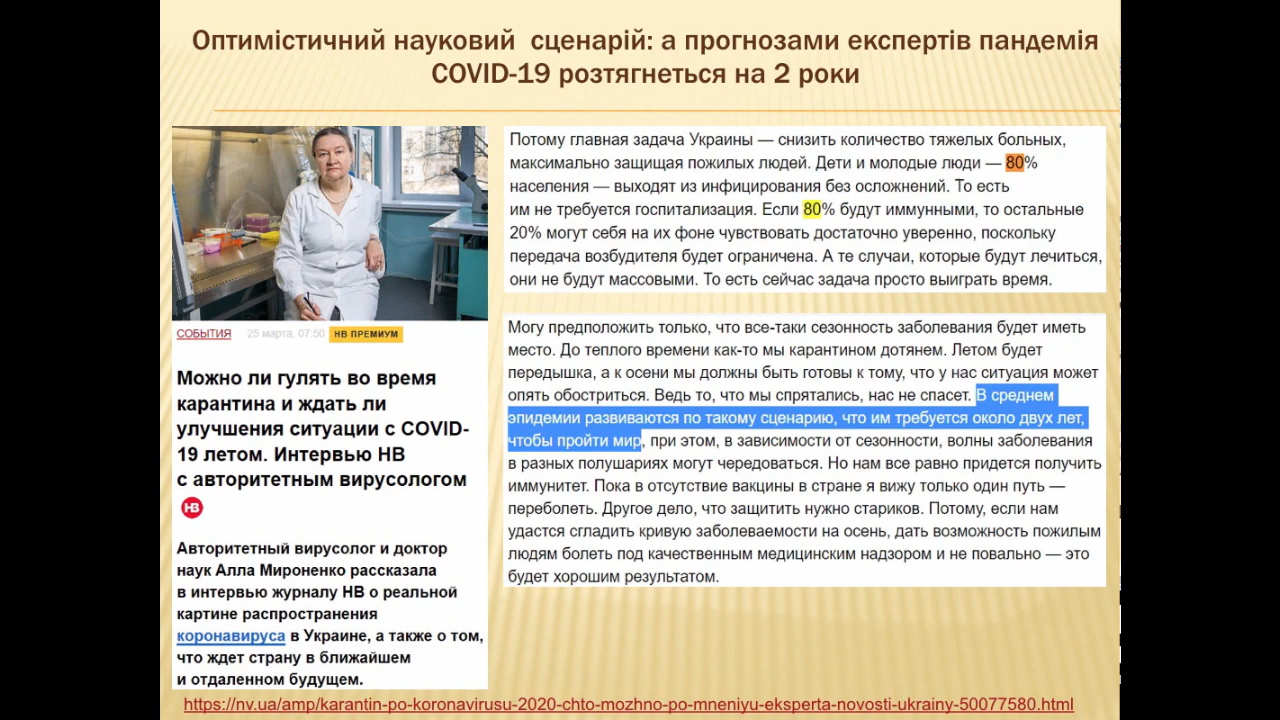 Оптимістичний науковий сценарій: а прогнозами експертів пандемія
COVID-19 розтягнеться на 2 роки
СОБЫТИЯ 25 марта, 07:50 НВ ПРЕМИУМ
Можно ли гулять во время
карантина и ждать ли
улучшения ситуации с COVID-
19 летом. Интервью НВ
с авторитетным вирусологом
НВ
Авторитетный вирусолог и доктор
наук Алла Мироненко рассказала
в интервью журналу НВ о реальной
картине распространения
коронавируса в Украине, а также о том,
что ждет страну в ближайшем
и отдаленном будущем.
Потому главная задача Украины — снизить количество тяжелых больных,
максимально защищая пожилых людей. Дети и молодые люди — 80%
населения — выходят из инфицирования без осложнений. То есть
им не требуется госпитализация. Если 80% будут иммунными, то остальные
20% могут себя на их фоне чувствовать достаточно уверенно, поскольку
передача возбудителя будет ограничена. А те случаи, которые будут лечиться,
они не будут массовыми. То есть сейчас задача просто выиграть время.
Могу предположить только, что все-таки сезонность заболевания будет иметь
место. До теплого времени как-то мы карантином дотянем. Летом будет
передышка, а к осени мы должны быть готовы к тому, что у нас ситуация может
опять обостриться. Ведь то, что мы спрятались, нас не спасет. В среднем
эпидемии развиваются по такому сценарию, что им требуется около двух лет,
чтобы пройти мир, при этом, в зависимости от сезонности, волны заболевания
в разных полушариях могут чередоваться. Но нам все равно придется получить
иммунитет. Пока в отсутствие вакцины в стране я вижу только один путь —
переболеть. Другое дело, что защитить нужно стариков. Потому, если нам
удастся сгладить кривую заболеваемости на осень, дать возможность пожилым
людям болеть под качественным медицинским надзором и не повально — это
будет хорошим результатом.
https://nv.ua/amp/karantin-po-koronavirusu-2020-chto-mozhno-po-mneniyu-eksperta-novosti-ukrainy-50077580.html